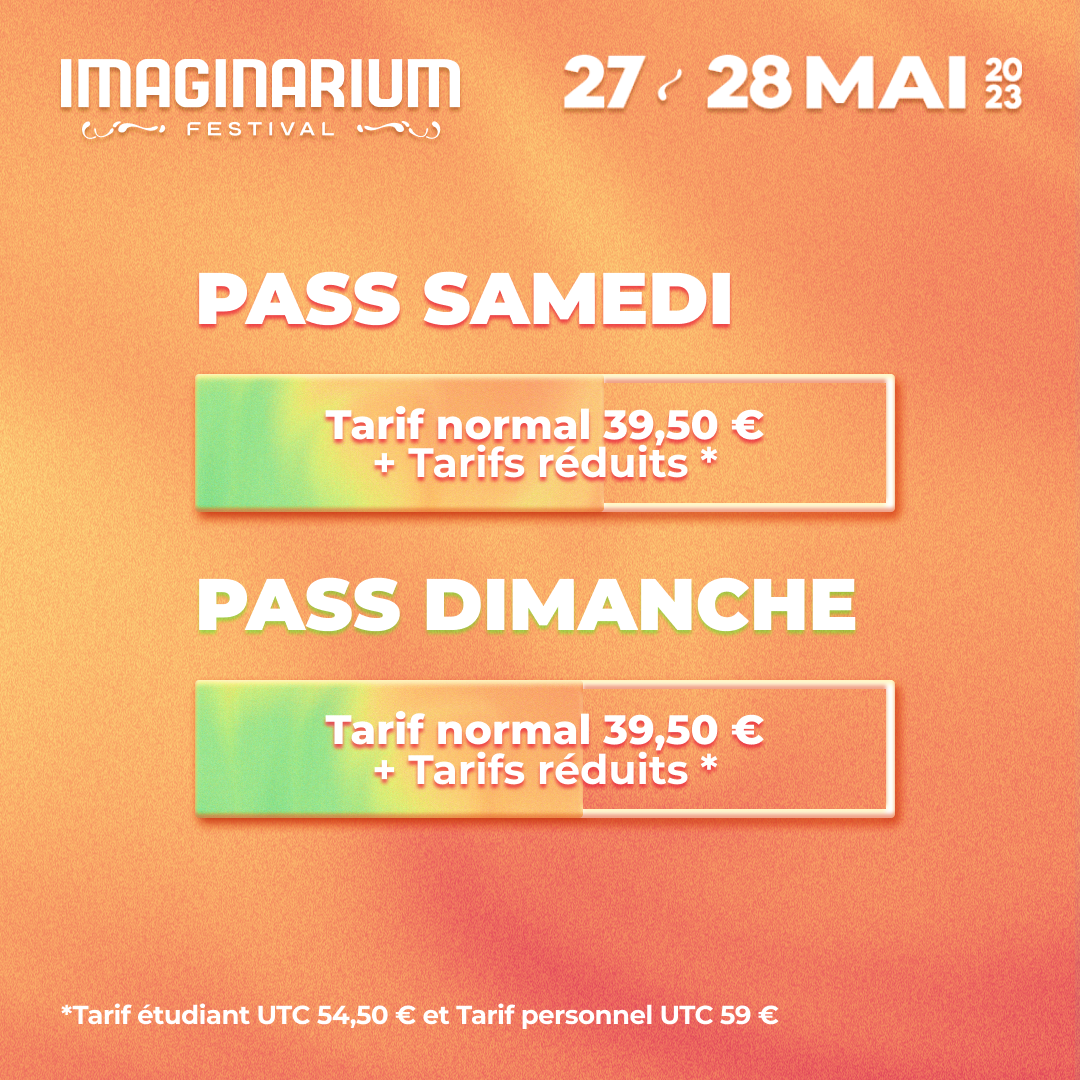 IMAGINARIUM
FESTIVAL
27 ~ 28 MAI 2023
PASS SAMEDI
Tarif normal 39,50 €
+ Tarifs réduits *
PASS DIMANCHE
Tarif normal 39,50 €
+ Tarifs réduits *
*Tarif étudiant UTC 54,50 € et Tarif personnel UTC 59 €